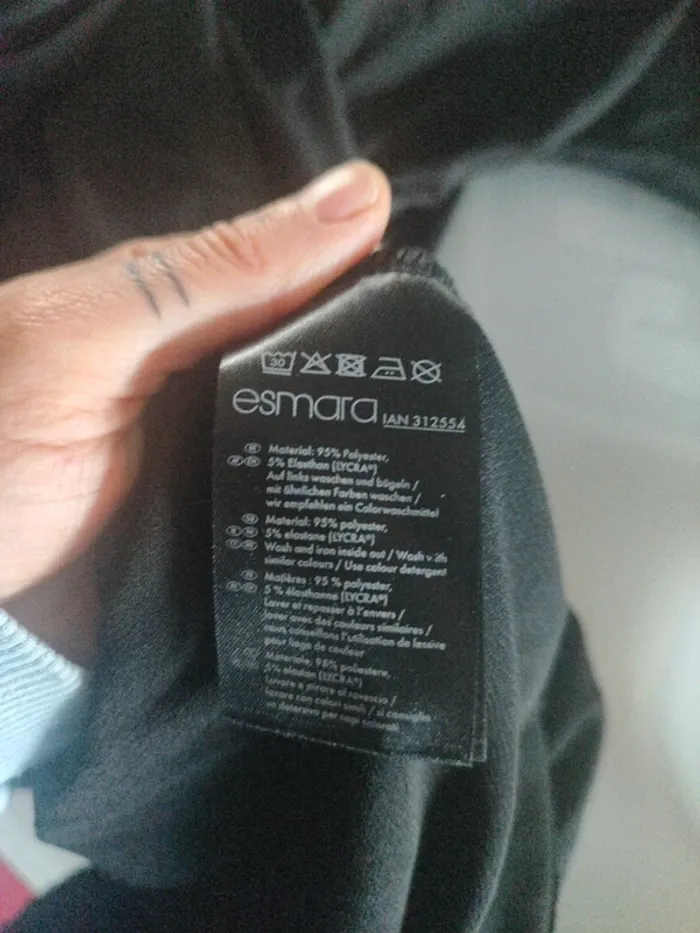 30
esmara IAN 312554
Material: 95% Polyester,
5% Elasthan (LYCRA®)
Auf links waschen und bügeln /
mit ähnlichen Farben waschen /
wir empfehlen ein Colorwaschmittel
Material: 95% polyester,
5% elastane (LYCRA®)
Wash and iron inside out / Wash with
similar colours / Use colour detergent
Matières : 95 % polyester,
5 % élasthanne (LYCRA®)
Laver et repasser à l'envers /
laver avec des couleurs similaires /
nous conseillons l'utilisation de lessive
pour linge de couleur
Materiale: 95% poliestere,
5% elastan (LYCRA®)
Lavare e stirare al rovescio /
lavare con colori simili / si consiglia
un detersivo per capi colorati